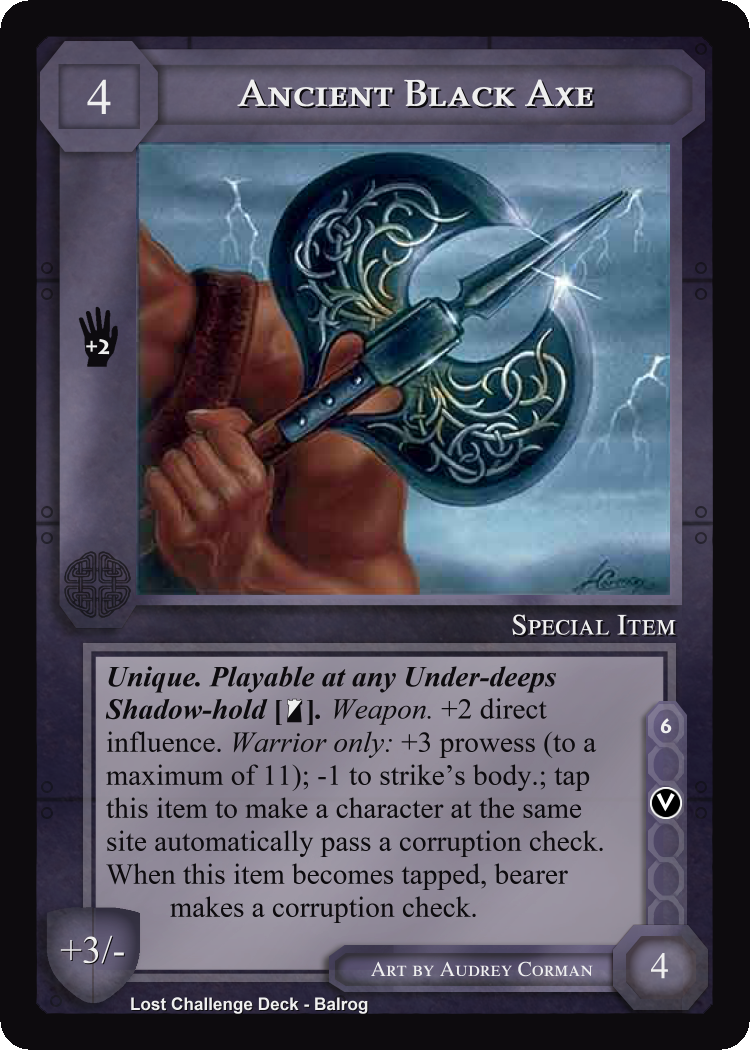 4
Ancient Black Axe
+2
Special Item
Unique. Playable at any Under-deeps
Shadow-hold [ ]. Weapon. +2 direct
influence. Warrior only: +3 prowess (to a
maximum of 11); -1 to strike's body.; tap
this item to make a character at the same
site automatically pass a corruption check.
When this item becomes tapped, bearer
makes a corruption check.
6
V
+3/-
Art by Audrey Corman
4
Lost Challenge Deck - Balrog